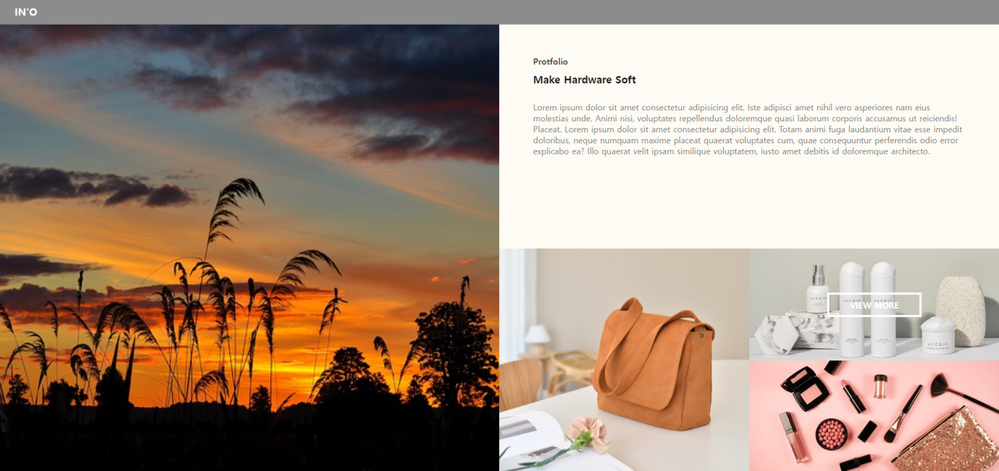 IN'O
Protfolio
Make Hardware Soft
Lorem ipsum dolor sit amet consectetur adipisicing elit. Iste adipisci amet nihil vero asperiores nam eius
molestias unde. Animi nisi, voluptates repellendus doloremque quasi laborum corporis accusamus ut reiciendis!
Placeat. Lorem ipsum dolor sit amet consectetur adipisicing elit. Totam animi fuga laudantium vitae esse impedit
doloribus, neque numquam maxime placeat quaerat voluptates cum, quae consequuntur perferendis odio error
explicabo ea? Illo quaerat velit ipsam similique voluptatem, iusto amet debitis id doloremque architecto.
VIEW MORE
ACCOJE